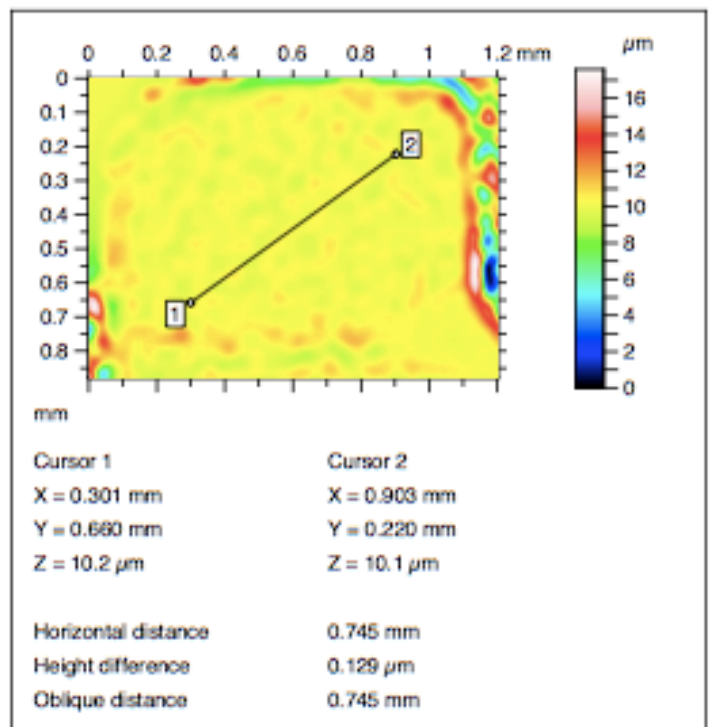 µm
0 0.2 0.4 0.6 0.8 1 1.2 mm
0
0.1
0.2
0.3
0.4
0.5
0.6
0.7
0.8
2
1
16
14
12
10
8
6
4
2
0
mm
Cursor 1 Cursor 2
X = 0.301 mm X = 0.903 mm
Y = 0.660 mm Y = 0.220 mm
Z = 10.2 µm Z = 10.1 µm
Horizontal distance 0.745 mm
Height difference 0.129 µm
Oblique distance 0.745 mm